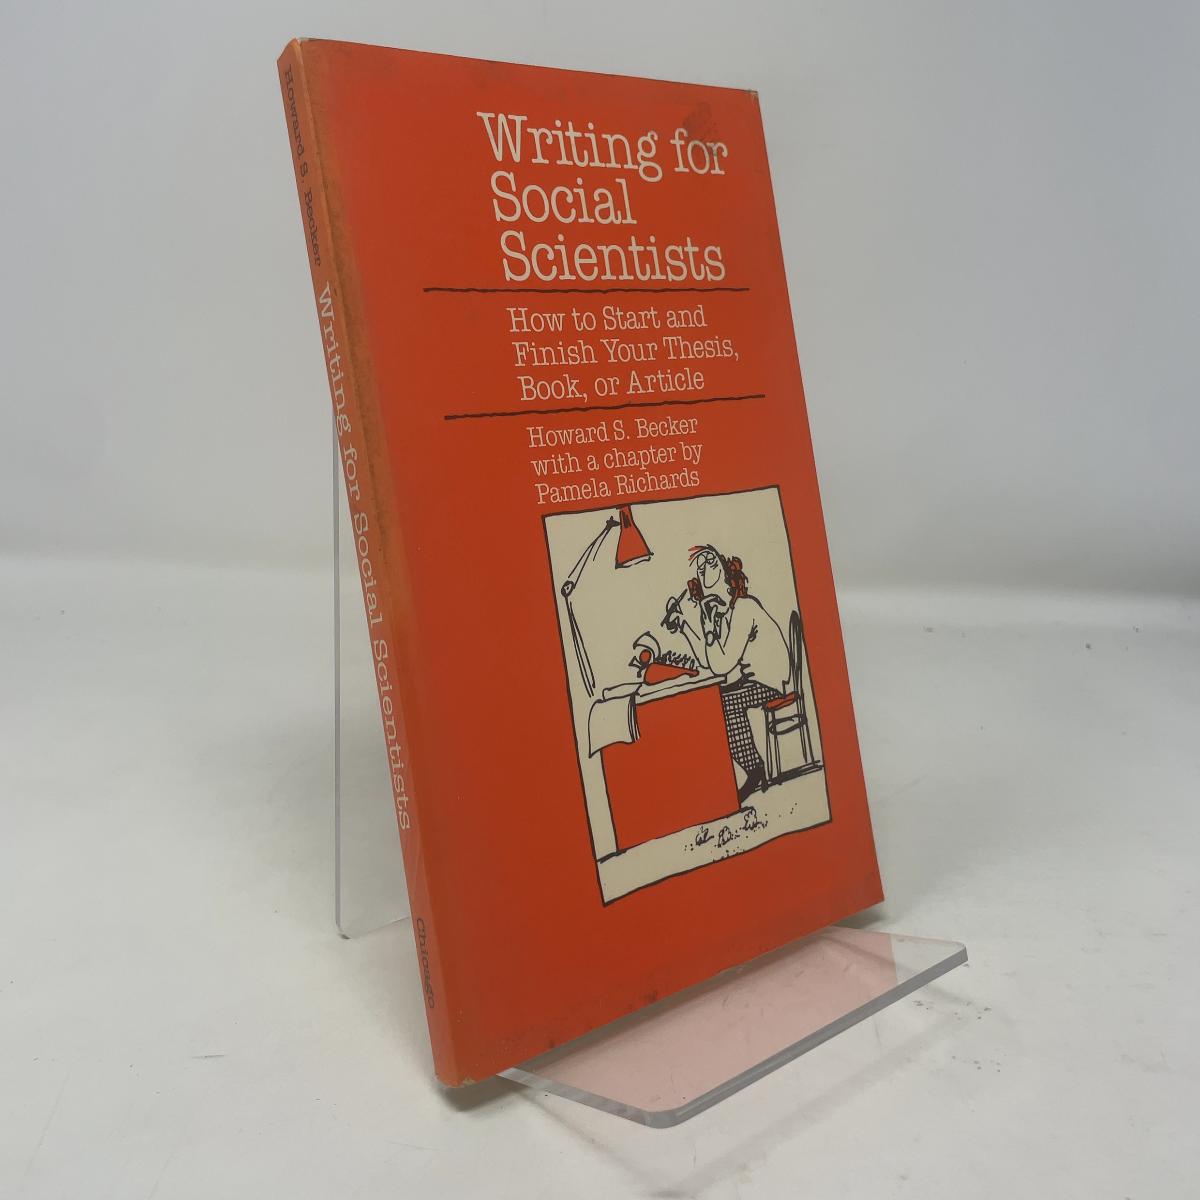 Writing for
Social
Scientists
How to Start and
Finish Your Thesis,
Book, or Article
Howard S. Becker
with a chapter by
Pamela Richards
Howard S. Becker Writing for Social Scientists Chicago